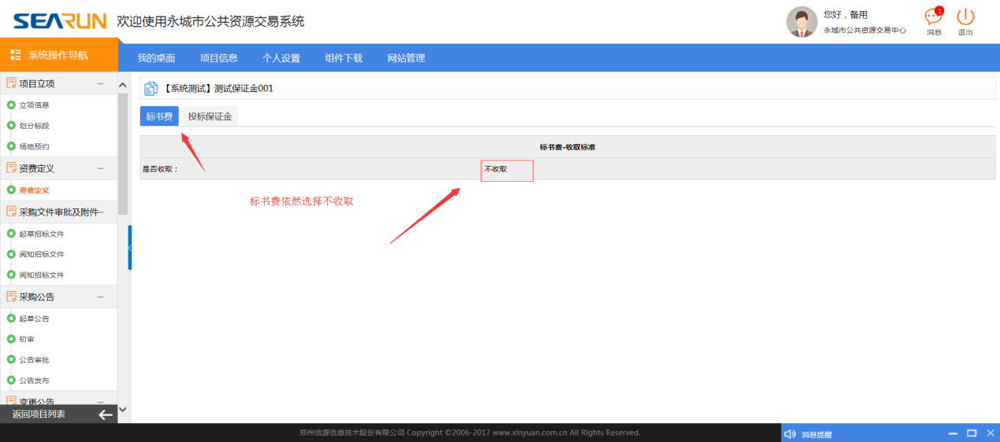 SEARUN 欢迎使用永城市公共资源交易系统
您好，备用
永城市公共资源交易中心
1
消息
退出
系统操作导航
我的桌面 项目信息 个人设置 组件下载 网站管理
项目立项
立项信息
划分标段
场地预约
资费定义
资费定义
采购文件审批及附件
起草招标文件
阅知招标文件
阅知招标文件
采购公告
起草公告
初审
公告审批
公告发布
变更公告
返回项目列表
【系统测试】测试保证金001
标书费 投标保证金
标书费-收取标准
是否收取： 不收取
标书费依然选择不收取
郑州信源信息技术股份有限公司 Copyright ©2006-2017 www.xinyuan.com.cn All Rights Reserved.
消息提醒